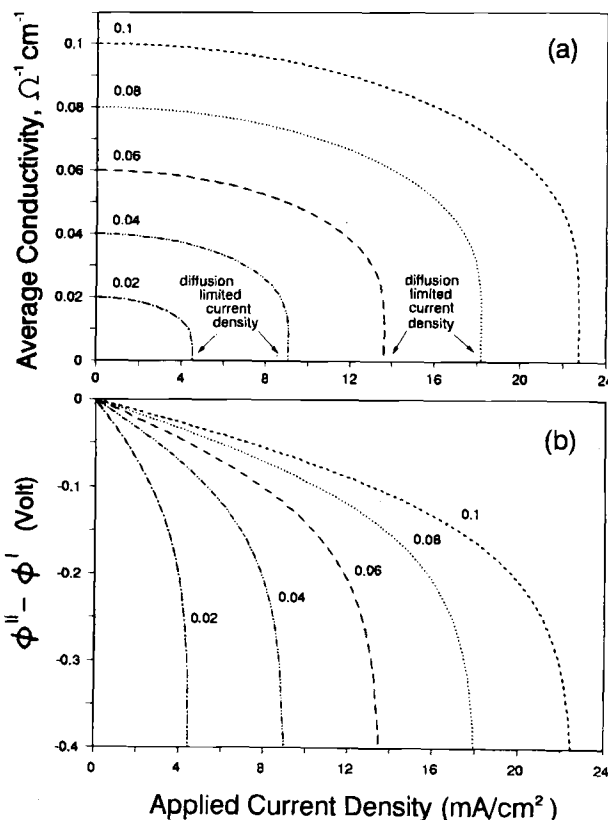 Average Conductivity, Ω⁻¹ cm⁻¹
(a)
0.1
0.08
0.06
0.04
0.02
0
0.1
0.08
0.06
0.04
0.02
diffusion
limited
current
density
diffusion
limited
current
density
0 4 8 12 16 20 24
ϕᴵᴵ – ϕᴵ (Volt)
(b)
0
-0.1
-0.2
-0.3
-0.4
0.1
0.08
0.06
0.04
0.02
0 4 8 12 16 20 24
Applied Current Density (mA/cm²)